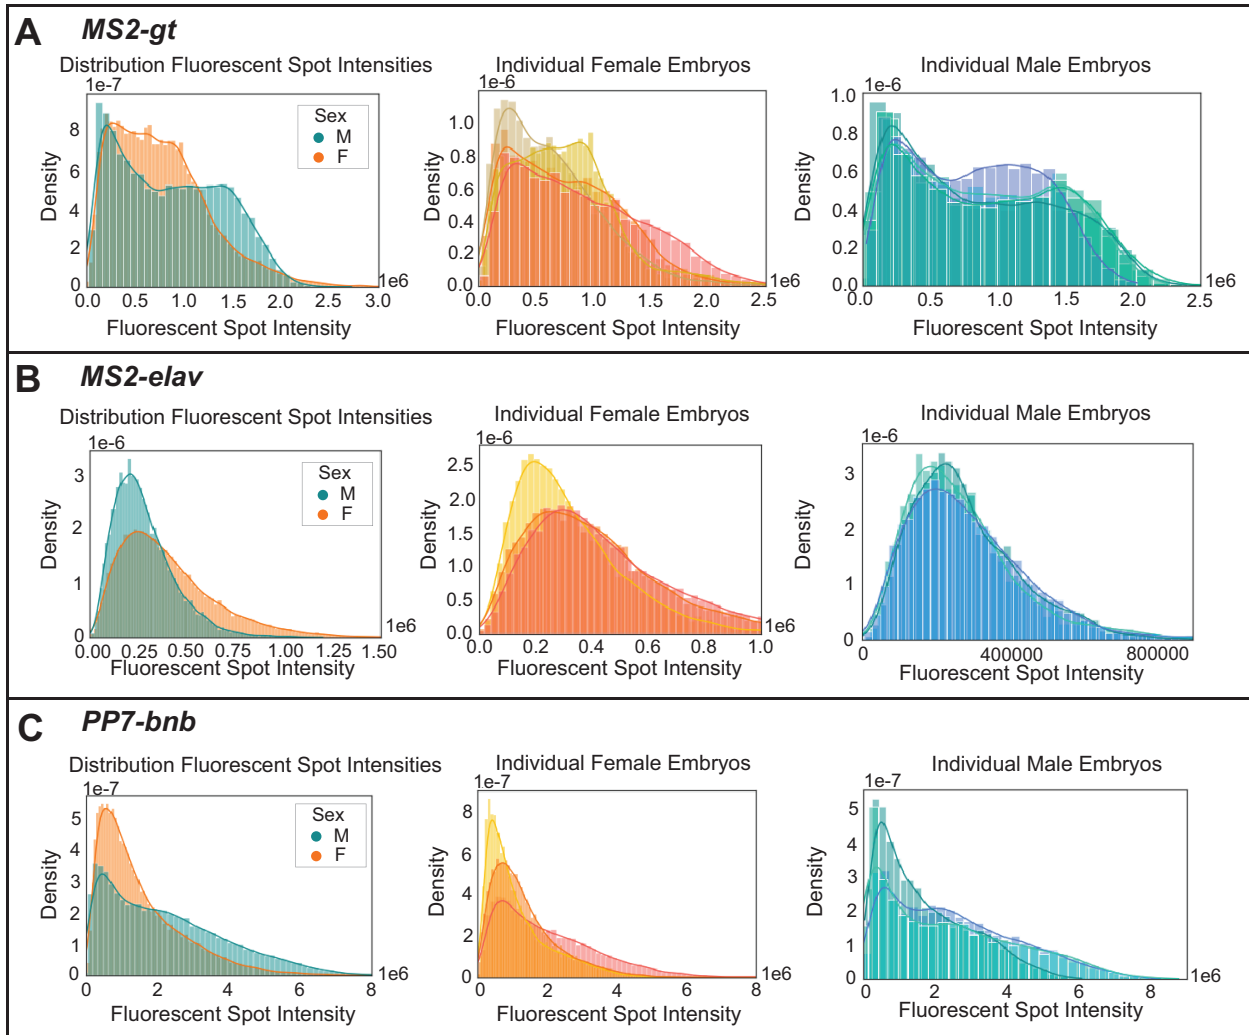 A MS2-gt
Distribution Fluorescent Spot Intensities
1e-7
Sex
M
F
8
6
4
2
0
Density
0.0 0.5 1.0 1.5 2.0 2.5 3.0
1e6
Fluorescent Spot Intensity
Individual Female Embryos
1e-6
1.0
0.8
0.6
0.4
0.2
0.0
Density
0.0 0.5 1.0 1.5 2.0 2.5
1e6
Fluorescent Spot Intensity
Individual Male Embryos
1e-6
1.0
0.8
0.6
0.4
0.2
0.0
Density
0.0 0.5 1.0 1.5 2.0 2.5
1e6
Fluorescent Spot Intensity
B MS2-elav
Distribution Fluorescent Spot Intensities
1e-6
Sex
M
F
3
2
1
0
Density
0.00 0.25 0.50 0.75 1.00 1.25 1.50
1e6
Fluorescent Spot Intensity
Individual Female Embryos
1e-6
2.5
2.0
1.5
1.0
0.5
0.0
Density
0.0 0.2 0.4 0.6 0.8 1.0
1e6
Fluorescent Spot Intensity
Individual Male Embryos
1e-6
3
2
1
0
Density
0 400000 800000
Fluorescent Spot Intensity
C PP7-bnb
Distribution Fluorescent Spot Intensities
1e-7
Sex
M
F
5
4
3
2
1
0
Density
0 2 4 6 8
1e6
Fluorescent Spot Intensity
Individual Female Embryos
1e-7
8
6
4
2
0
Density
0 2 4 6 8
1e6
Fluorescent Spot Intensity
Individual Male Embryos
1e-7
5
4
3
2
1
0
Density
0 2 4 6 8
1e6
Fluorescent Spot Intensity